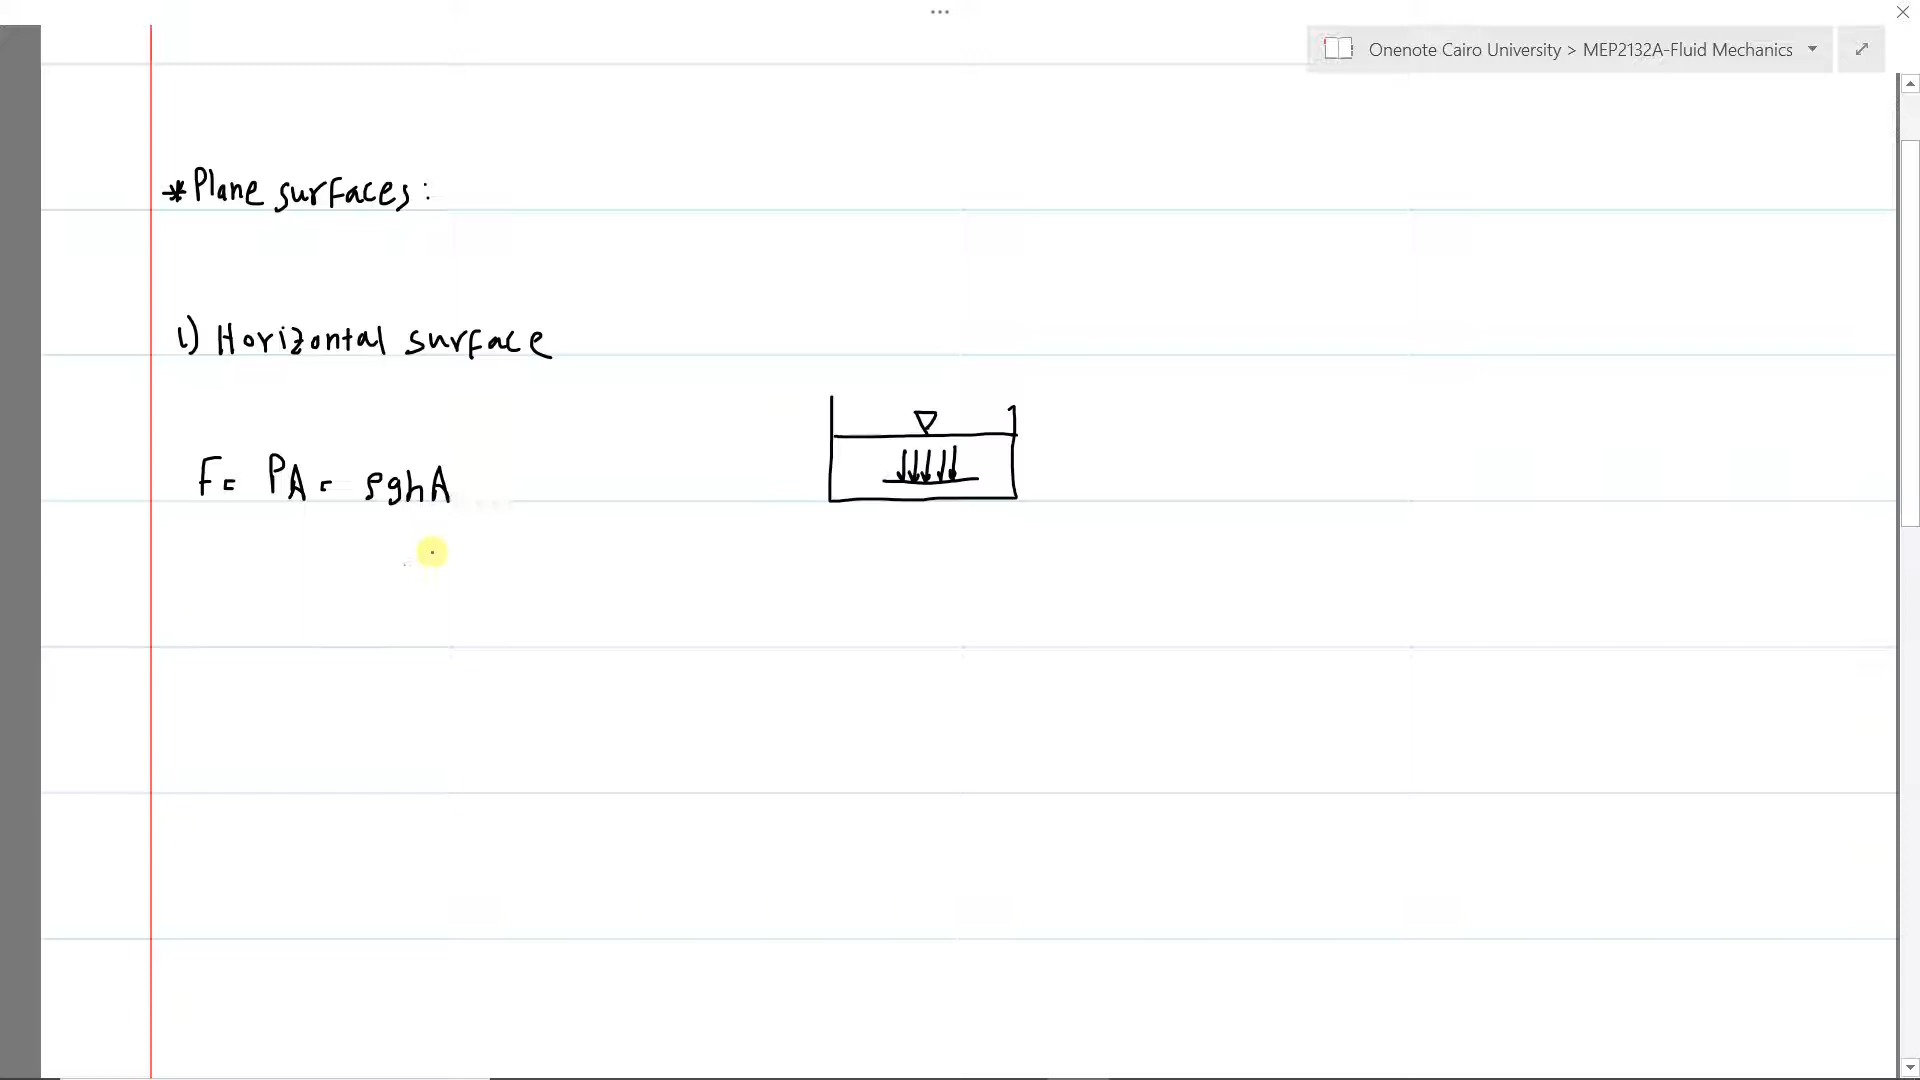 Onenote Cairo University > MEP2132A-Fluid Mechanics
*Plane surfaces:
1) Horizontal surface
F= PA= ρghA